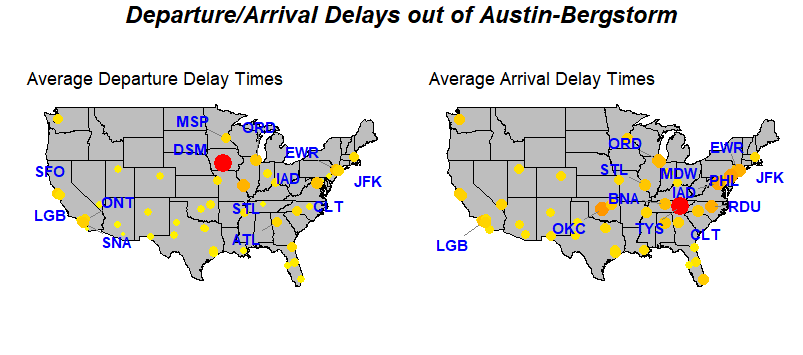 Departure/Arrival Delays out of Austin-Bergstorm
Average Departure Delay Times
Average Arrival Delay Times
MSP
ORD
DSM
EWR
SFO
IAD
JFK
ONT
STL
CLT
LGB
SNA
ATL
ORD
EWR
STL
MDW
PHL
JFK
IAD
BNA
RDU
OKC
TYS
CLT
LGB